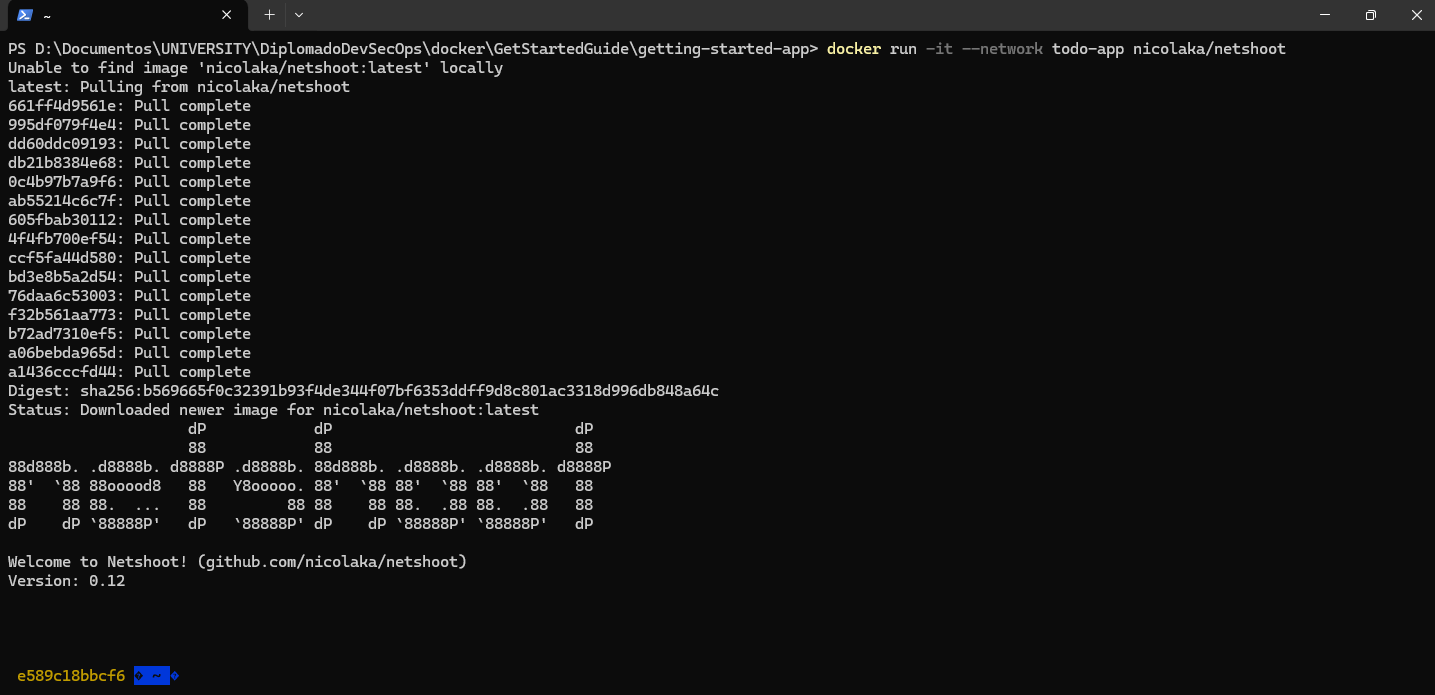 ~
PS D:\Documentos\UNIVERSITY\DiplomadoDevSecOps\docker\GetStartedGuide\getting-started-app> docker run -it --network todo-app nicolaka/netshoot
Unable to find image 'nicolaka/netshoot:latest' locally
latest: Pulling from nicolaka/netshoot
661ff4d9561e: Pull complete
995df079f4e4: Pull complete
dd60ddc09193: Pull complete
db21b8384e68: Pull complete
0c4b97b7a9f6: Pull complete
ab55214c6c7f: Pull complete
605fbab30112: Pull complete
4f4fb700ef54: Pull complete
ccf5fa44d580: Pull complete
bd3e8b5a2d54: Pull complete
76daa6c53003: Pull complete
f32b561aa773: Pull complete
b72ad7310ef5: Pull complete
a06bebda965d: Pull complete
a1436cccfd44: Pull complete
Digest: sha256:b569665f0c32391b93f4de344f07bf6353ddff9d8c801ac3318d996db848a64c
Status: Downloaded newer image for nicolaka/netshoot:latest
                    dP            dP                           dP
                    88            88                           88
88d888b. .d8888b. d8888P .d8888b. 88d888b. .d8888b. .d8888b. d8888P
88'  `88 88ooood8   88   Y8ooooo. 88'  `88 88'  `88 88'  `88   88
88    88 88.  ...   88         88 88    88 88.  .88 88.  .88   88
dP    dP `88888P'   dP   `88888P' dP    dP `88888P' `88888P'   dP
Welcome to Netshoot! (github.com/nicolaka/netshoot)
Version: 0.12
e589c18bbcf6 � ~ �